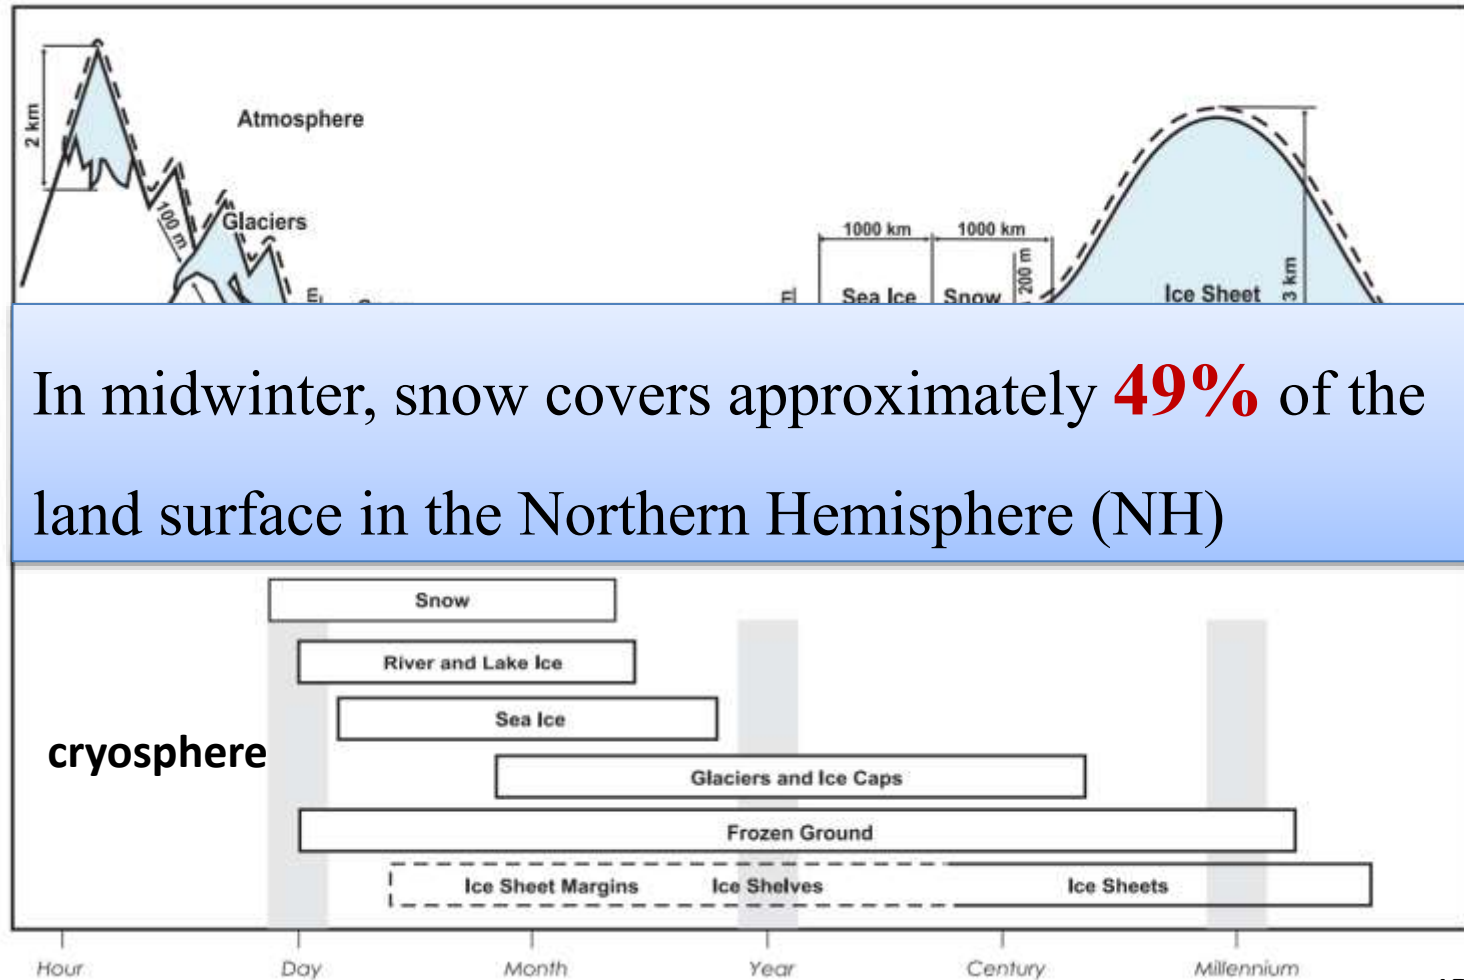 2 km
Atmosphere
100 m
Glaciers
1000 km
1000 km
200 m
Sea Ice
Snow
Ice Sheet
3 km
In midwinter, snow covers approximately 49% of the
land surface in the Northern Hemisphere (NH)
Snow
River and Lake Ice
Sea Ice
cryosphere
Glaciers and Ice Caps
Frozen Ground
Ice Sheet Margins
Ice Shelves
Ice Sheets
Hour
Day
Month
Year
Century
Millennium